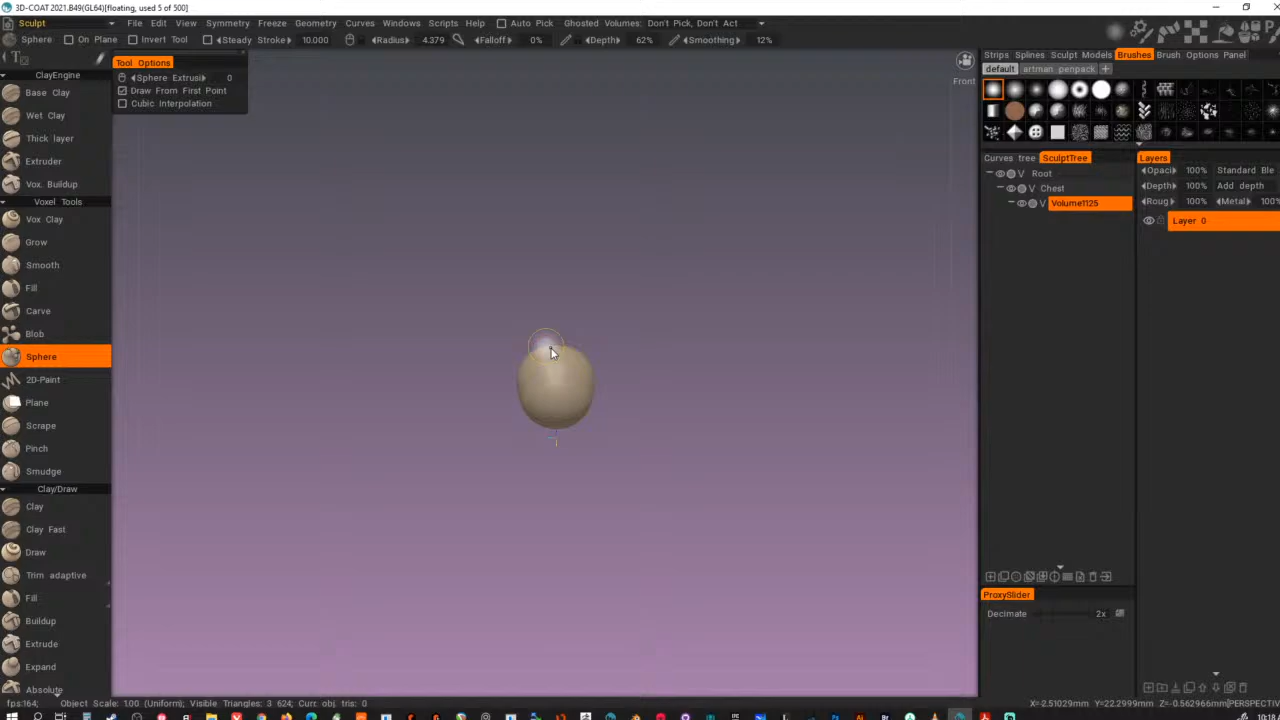 3D-COAT 2021.B49(GL64)[floating, used 5 of 500]
Sculpt File Edit View Symmetry Freeze Geometry Curves Windows Scripts Help Auto Pick Ghosted Volumes: Don't Pick, Don't Act
Sphere On Plane Invert Tool Steady Stroke 10.000 Radius 4.379 Falloff 0% Depth 62% Smoothing 12%
Tool Options
Sphere Extrusi 0
Draw From First Point
Cubic Interpolation
ClayEngine
Base Clay
Wet Clay
Thick layer
Extruder
Vox. Buildup
Voxel Tools
Vox Clay
Grow
Smooth
Fill
Carve
Blob
Sphere
2D-Paint
Plane
Scrape
Pinch
Smudge
Clay/Draw
Clay
Clay Fast
Draw
Trim adaptive
Fill
Buildup
Extrude
Expand
Absolute
Front
Strips Splines Sculpt Models Brushes Brush Options Panel
default artman penpack +
Curves tree SculptTree
V Root
V Chest
V Volume1125
ProxySlider
Decimate 2x
Layers
Opaci 100% Standard Ble
Depth 100% Add depth
Roug 100% Metal 100%
Layer 0
fps:164; Object Scale: 1.00 (Uniform) Visible Triangles: 3 624; Curr. obj. tris: 0
X=-2.51029mm Y=22.2999mm Z=-0.562966mm [PERSPECTIV